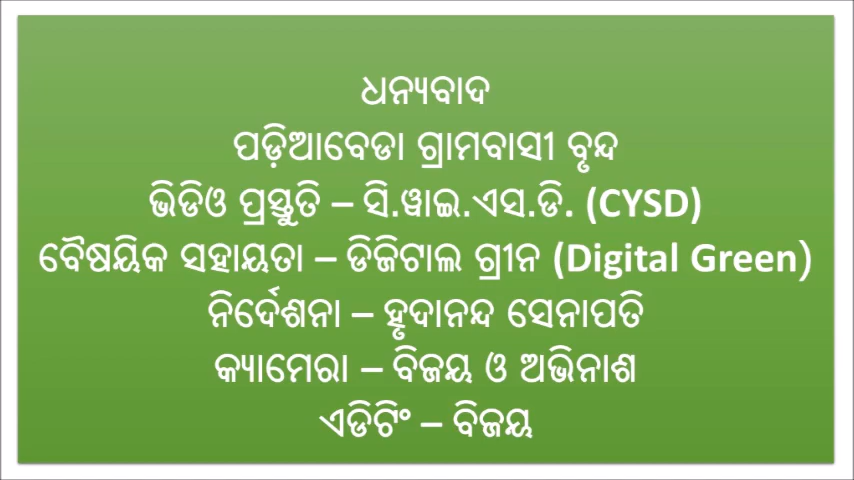 ଧନ୍ୟବାଦ
ପଡ଼ିଆବେଡା ଗ୍ରାମବାସୀ ବୃନ୍ଦ
ଭିଡିଓ ପ୍ରସ୍ତୁତି – ସି.ୱାଇ.ଏସ.ଡି. (CYSD)
ବୈଷୟିକ ସହାୟତା – ଡିଜିଟାଲ ଗ୍ରୀନ (Digital Green)
ନିର୍ଦେଶନା – ହୃଦାନନ୍ଦ ସେନାପତି
କ୍ୟାମେରା – ବିଜୟ ଓ ଅଭିନାଶ
ଏଡିଟିଂ – ବିଜୟ